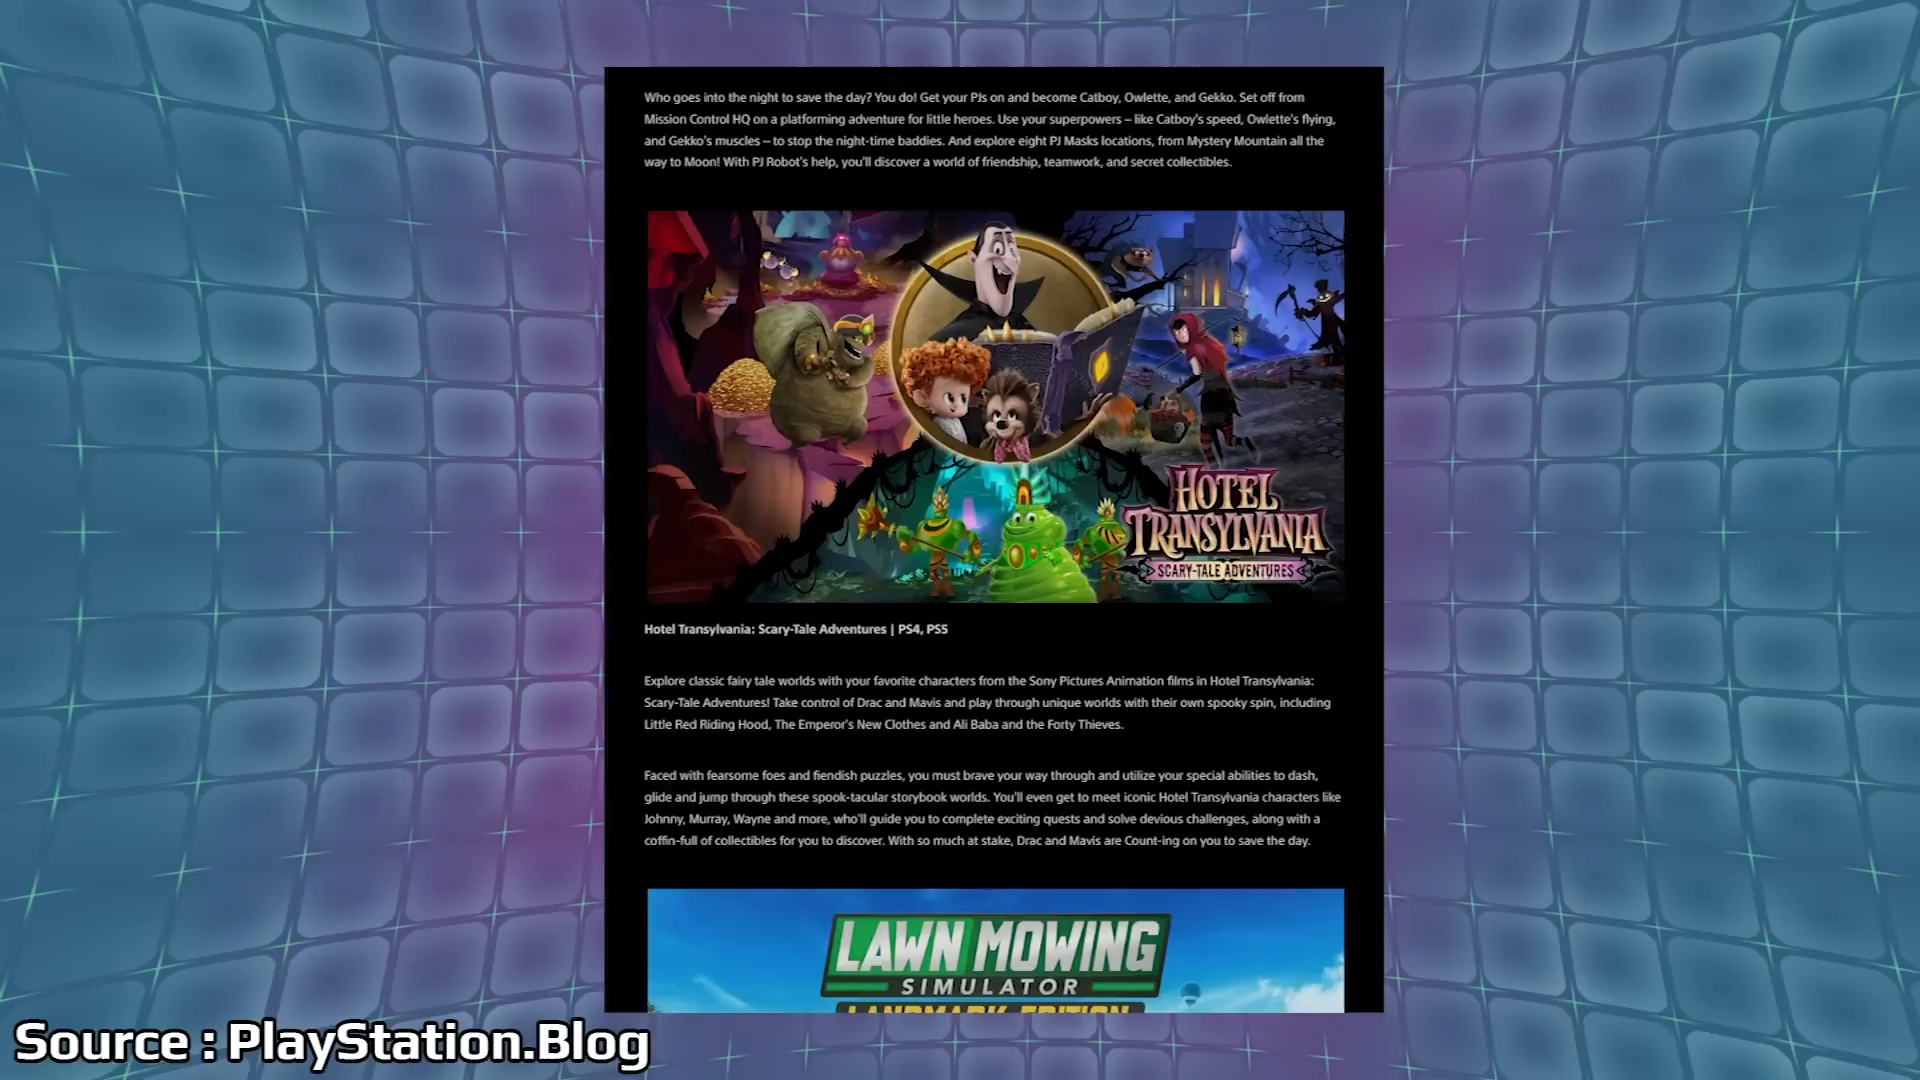 Who goes into the night to save the day? You do! Get your PJs on and become Catboy, Owlette, and Gekko. Set off from
Mission Control HQ on a platforming adventure for little heroes. Use your superpowers – like Catboy's speed, Owlette's flying,
and Gekko's muscles – to stop the night-time baddies. And explore eight PJ Masks locations, from Mystery Mountain all the
way to Moon! With PJ Robot's help, you'll discover a world of friendship, teamwork, and secret collectibles.
HOTEL
TRANSYLVANIA
SCARY-TALE ADVENTURES
Hotel Transylvania: Scary-Tale Adventures | PS4, PS5
Explore classic fairy tale worlds with your favorite characters from the Sony Pictures Animation films in Hotel Transylvania:
Scary-Tale Adventures! Take control of Drac and Mavis and play through unique worlds with their own spooky spin, including
Little Red Riding Hood, The Emperor's New Clothes and Ali Baba and the Forty Thieves.
Faced with fearsome foes and fiendish puzzles, you must brave your way through and utilize your special abilities to dash,
glide and jump through these spook-tacular storybook worlds. You'll even get to meet iconic Hotel Transylvania characters like
Johnny, Murray, Wayne and more, who'll guide you to complete exciting quests and solve devious challenges, along with a
coffin-full of collectibles for you to discover. With so much at stake, Drac and Mavis are Count-ing on you to save the day.
LAWN MOWING
SIMULATOR
LANDMARK EDITION
Source : PlayStation.Blog